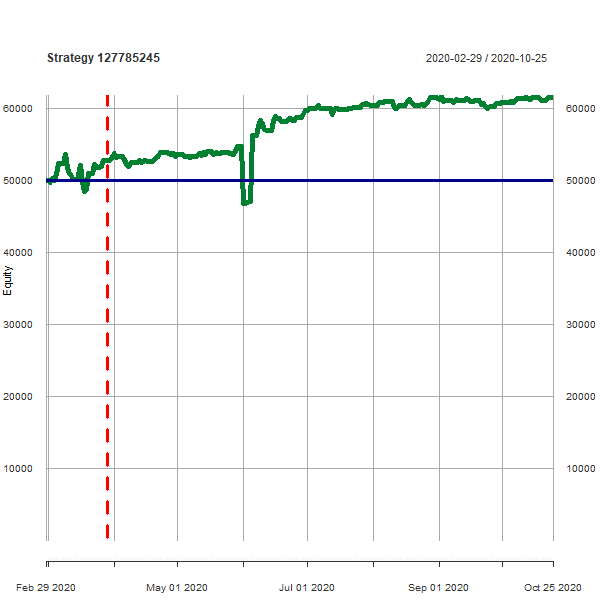 Strategy 127785245
2020-02-29 / 2020-10-25
60000
60000
50000
50000
40000
40000
30000
30000
20000
20000
10000
10000
Equity
Feb 29 2020
May 01 2020
Jul 01 2020
Sep 01 2020
Oct 25 2020